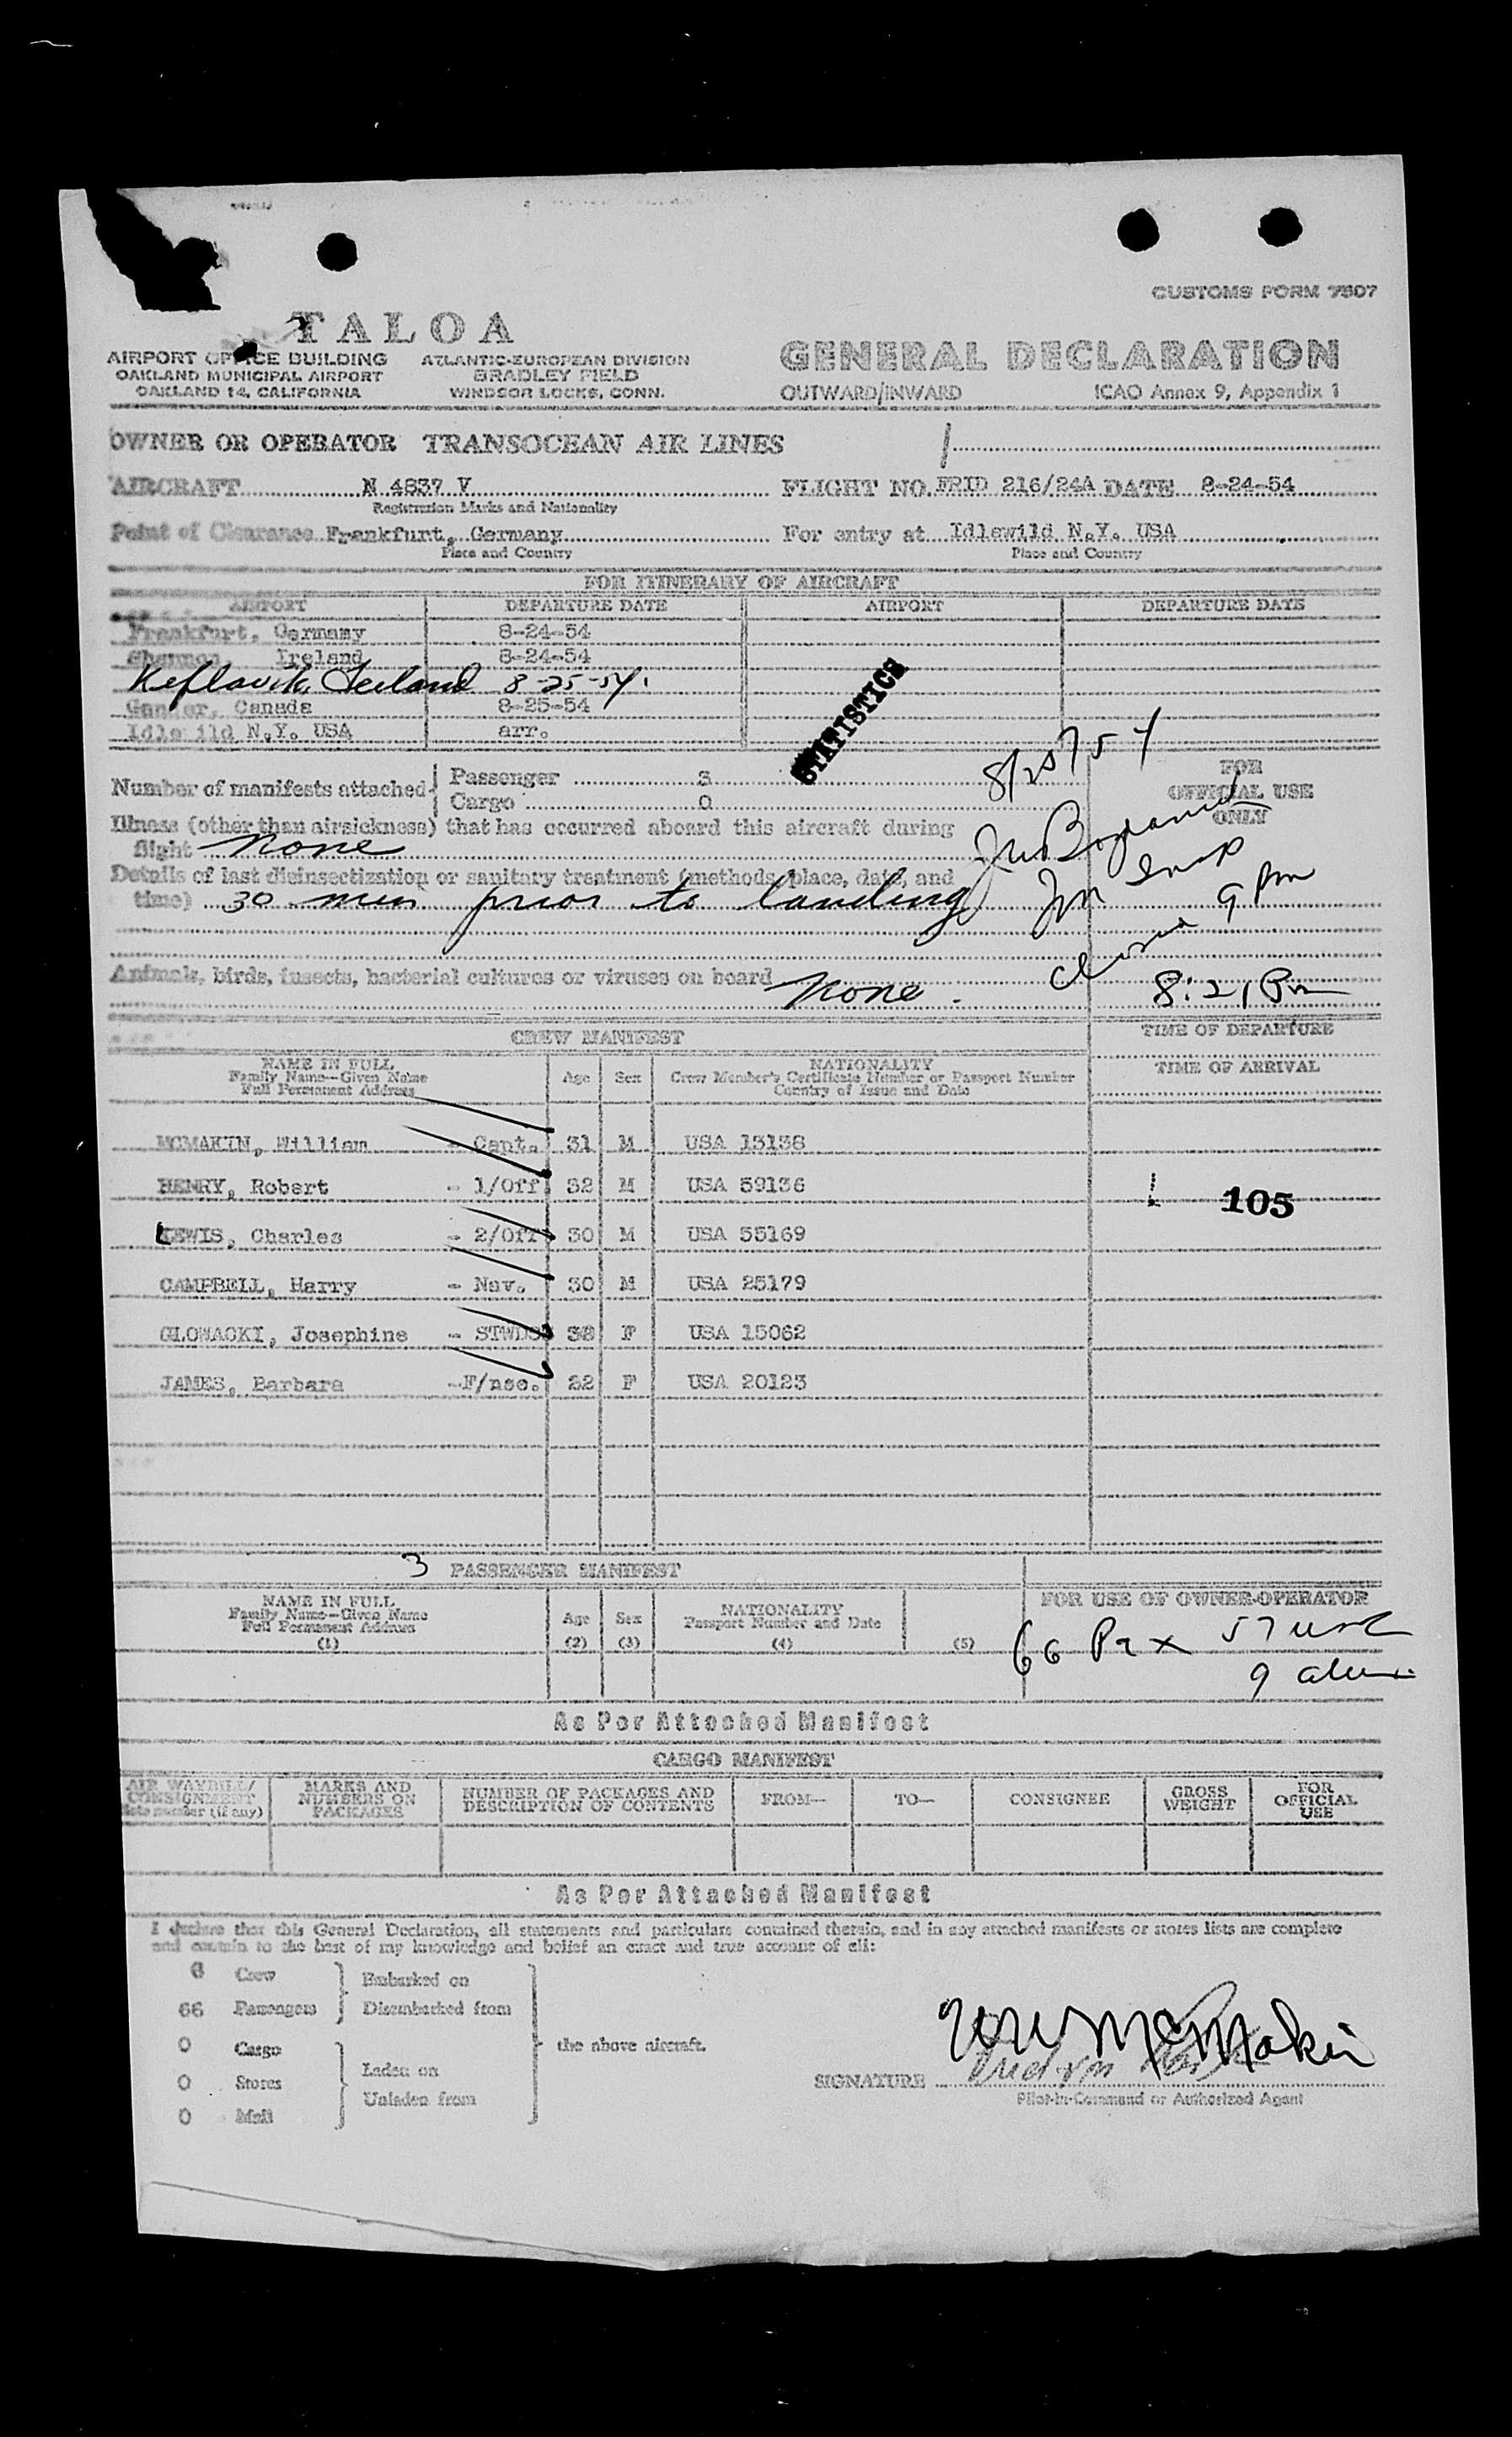 CUSTOMS FORM 7507
TALOA
AIRPORT OFFICE BUILDING
OAKLAND MUNICIPAL AIRPORT
OAKLAND 14, CALIFORNIA
ATLANTIC-EUROPEAN DIVISION
BRADLEY FIELD
WINDSOR LOCKS, CONN.
GENERAL DECLARATION
OUTWARD/INWARD ICAO Annex 9, Appendix 1
OWNER OR OPERATOR TRANSOCEAN AIR LINES
AIRCRAFT N 4837 V FLIGHT NO. FRID 216/24A DATE 8-24-54
Registration Marks and Nationality
Point of Clearance Frankfurt, Germany For entry at Idlewild N.Y. USA
Place and Country Place and Country
FOR ITINERARY OF AIRCRAFT
AIRPORT DEPARTURE DATE AIRPORT DEPARTURE DATE
Frankfurt, Germany 8-24-54
Shannon, Ireland 8-24-54
Keflavik, Iceland 8-25-54
Gander, Canada 8-25-54
Idlewild N.Y. USA arr.
STATISTICS
8/25/54
Number of manifests attached
Passenger 3
Cargo 0
FOR
OFFICIAL USE
ONLY
Illness (other than airsickness) that has occurred aboard this aircraft during
flight None
Details of last disinsectization or sanitary treatment (methods, place, date, and
time) 30 min prior to landing
9 pm
Animals, birds, insects, bacterial cultures or viruses on board None.
8:21 Pm
CREW MANIFEST
TIME OF DEPARTURE
TIME OF ARRIVAL
NAME IN FULL
Family Name—Given Name
Full Permanent Address
Age Sex
NATIONALITY
Crew Member's Certificate Number or Passport Number
Country of Issue and Date
MCMAKIN, William - Capt. 31 M USA 13138
HENRY, Robert - 1/Off 32 M USA 59136
LEWIS, Charles - 2/Off 30 M USA 55169
CAMPBELL, Harry - Nav. 30 M USA 25179
GLOWACKI, Josephine - STWDS 38 F USA 15062
JAMES, Barbara -F/nse. 22 F USA 20123
105
3 PASSENGER MANIFEST
NAME IN FULL
Family Name—Given Name
Full Permanent Address
(1)
Age
(2)
Sex
(3)
NATIONALITY
Passport Number and Date
(4)
(5)
FOR USE OF OWNER-OPERATOR
66 Pax 57 USC
9 alien
As Per Attached Manifest
CARGO MANIFEST
AIR WAYBILL/
CONSIGNMENT
Note number (if any)
MARKS AND
NUMBERS ON
PACKAGES
NUMBER OF PACKAGES AND
DESCRIPTION OF CONTENTS
FROM—
TO—
CONSIGNEE
GROSS
WEIGHT
FOR
OFFICIAL
USE
As Per Attached Manifest
I declare that this General Declaration, all statements and particulars contained therein, and in any attached manifests or stores lists are complete
and contain to the best of my knowledge and belief an exact and true account of all:
6 Crew
66 Passengers
Embarked on
Disembarked from
0 Cargo
0 Stores
0 Mail
Laden on
Unladen from
the above aircraft.
Wm McMakin
SIGNATURE
Pilot-in-Command or Authorized Agent